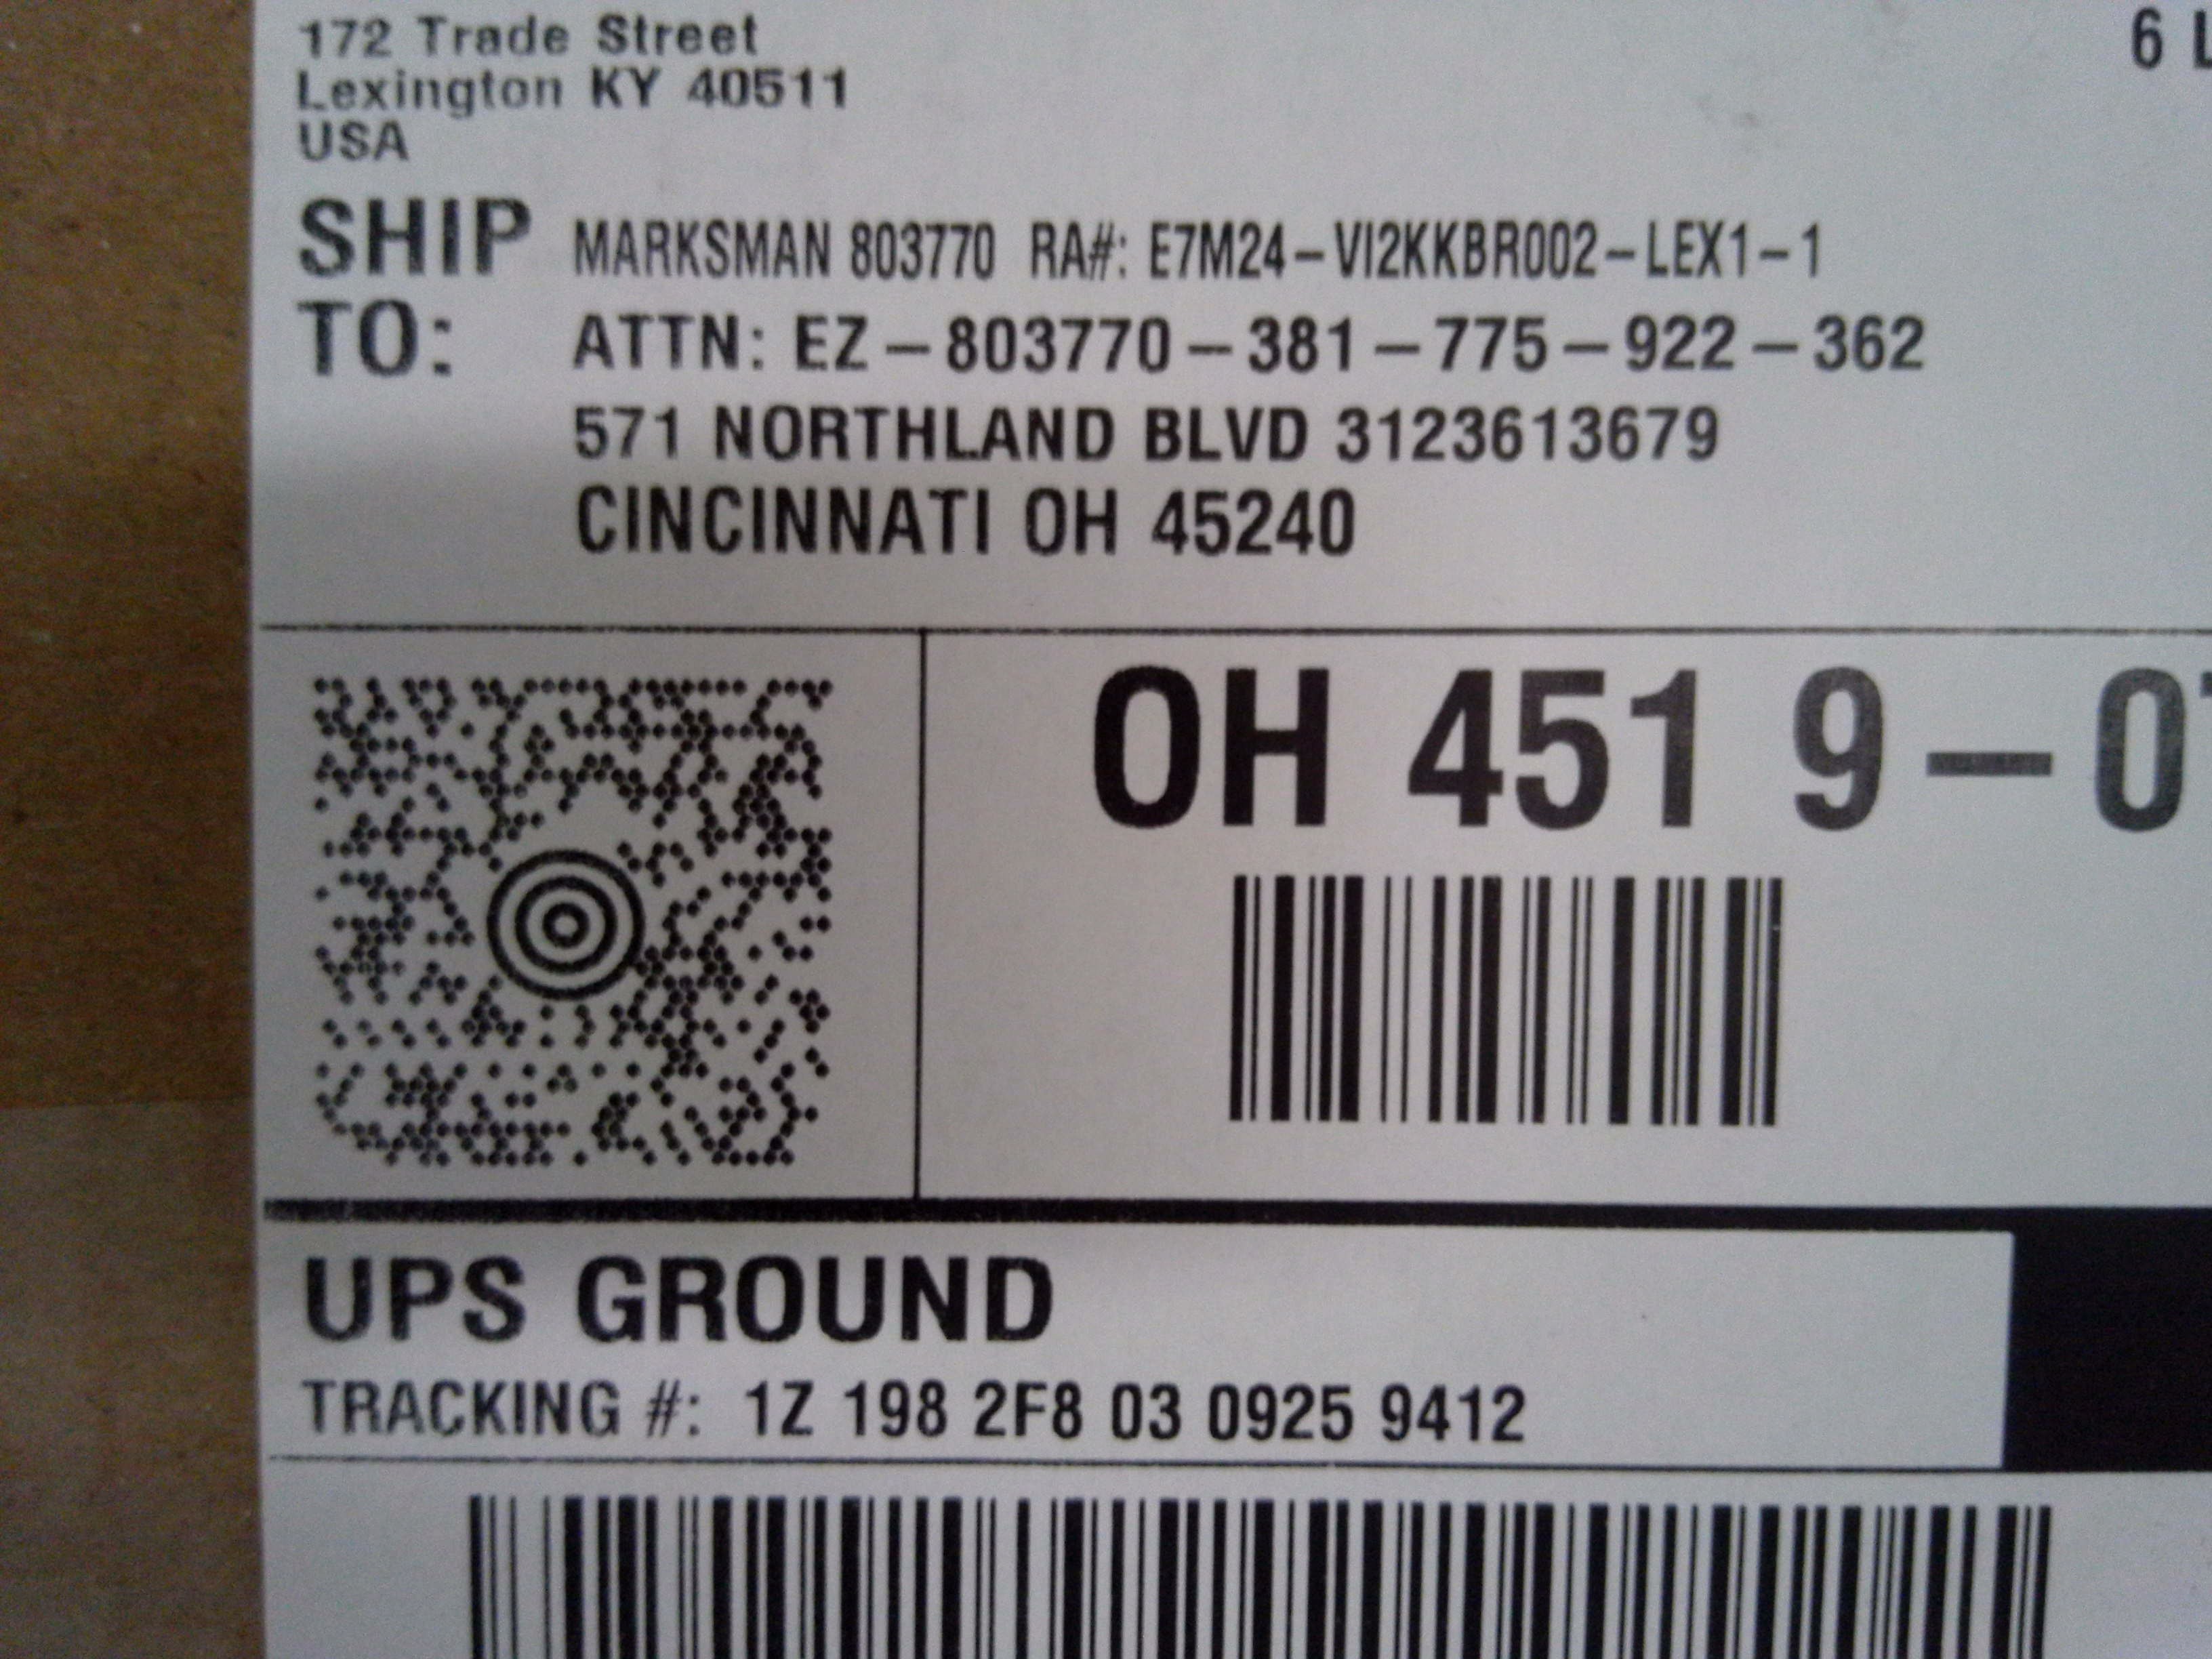 172 Trade Street
6 L
Lexington KY 40511
USA
SHIP TO:
MARKSMAN 803770 RA#: E7M24-VI2KKBR002-LEX1-1
ATTN: EZ-803770-381-775-922-362
571 NORTHLAND BLVD 3123613679
CINCINNATI OH 45240
OH 451 9-0
UPS GROUND
TRACKING #: 1Z 198 2F8 03 0925 9412